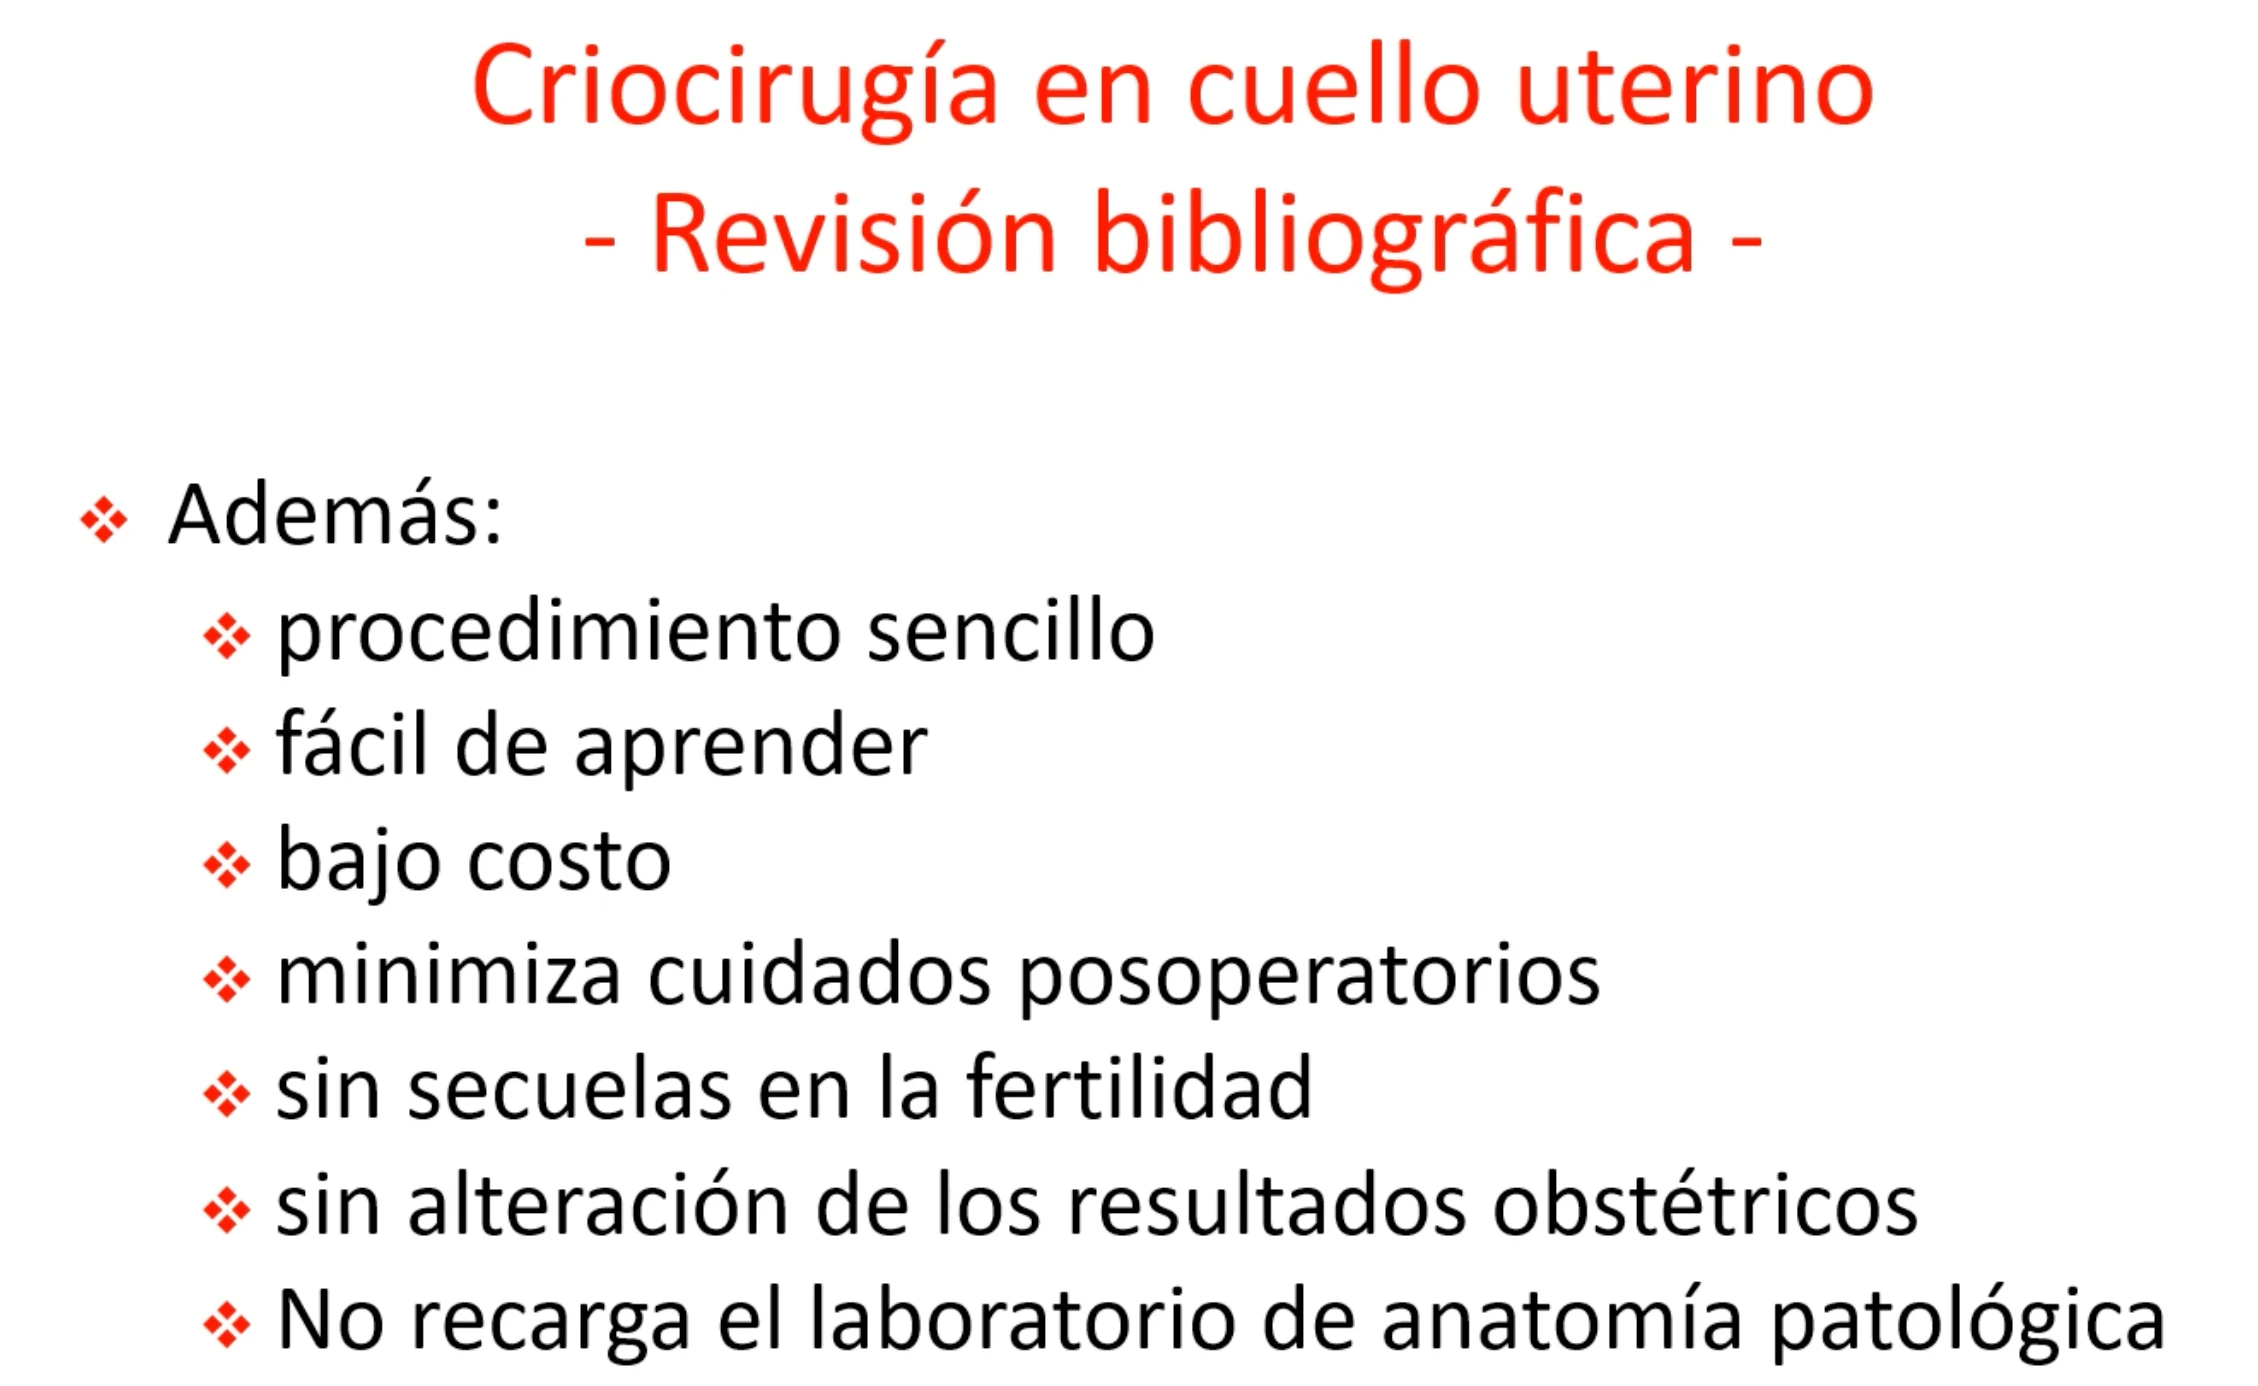 Criocirugía en cuello uterino
- Revisión bibliográfica -
Además:
procedimiento sencillo
fácil de aprender
bajo costo
minimiza cuidados posoperatorios
sin secuelas en la fertilidad
sin alteración de los resultados obstétricos
No recarga el laboratorio de anatomía patológica